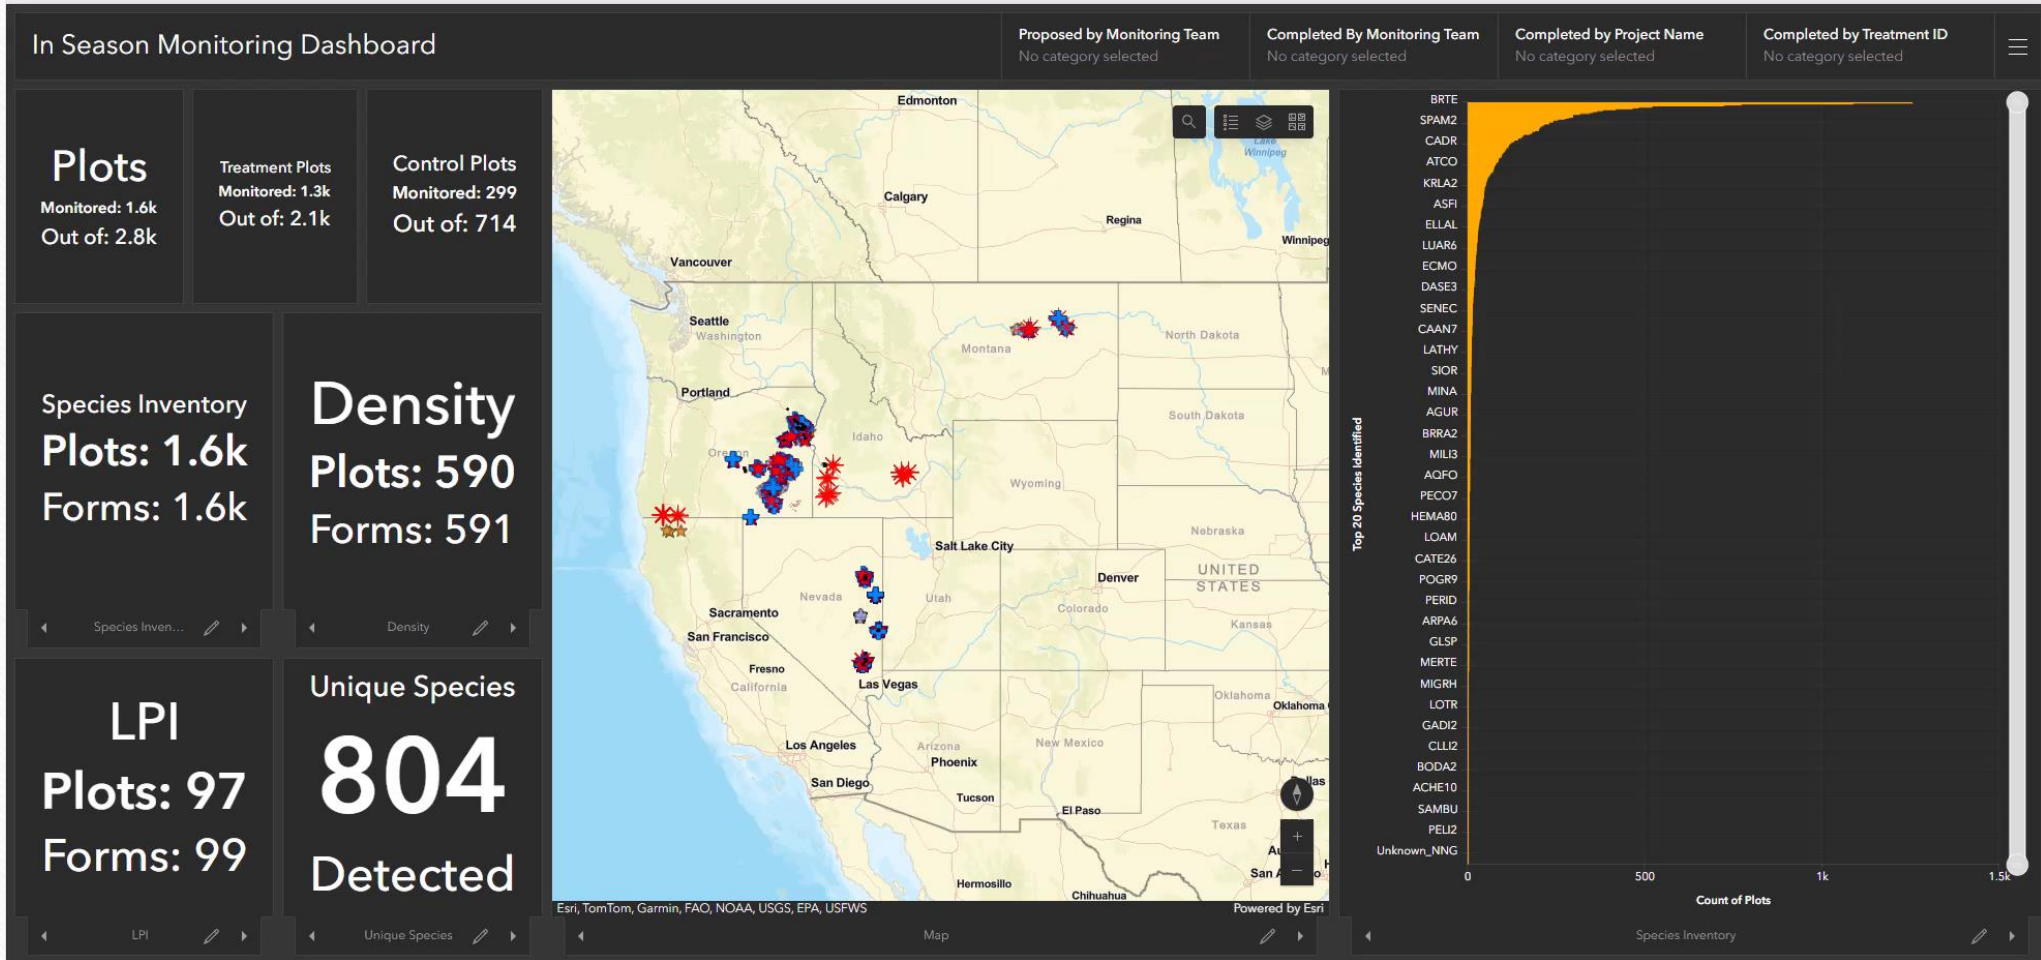 In Season Monitoring Dashboard
Proposed by Monitoring Team
No category selected
Completed By Monitoring Team
No category selected
Completed by Project Name
No category selected
Completed by Treatment ID
No category selected
Plots
Monitored: 1.6k
Out of: 2.8k
Treatment Plots
Monitored: 1.3k
Out of: 2.1k
Control Plots
Monitored: 299
Out of: 714
Species Inventory
Plots: 1.6k
Forms: 1.6k
Species Inven...
Density
Plots: 590
Forms: 591
Density
LPI
Plots: 97
Forms: 99
LPI
Unique Species
804
Detected
Unique Species
Edmonton
Lake
Winnipeg
Calgary
Regina
Winnipeg
Vancouver
Seattle
Washington
North Dakota
Montana
Portland
South Dakota
Idaho
Oregon
Wyoming
Nebraska
Salt Lake City
UNITED
STATES
Denver
Nevada
Utah
Colorado
Sacramento
Kansas
San Francisco
Fresno
California
Las Vegas
Oklahoma
Oklahoma
Los Angeles
Arizona
New Mexico
Phoenix
San Diego
Dallas
Tucson
El Paso
Texas
Au
San A
o
Hermosillo
Chihuahua
Esri, TomTom, Garmin, FAO, NOAA, USGS, EPA, USFWS
Powered by Esri
Map
Top 20 Species Identified
BRTE
SPAM2
CADR
ATCO
KRLA2
ASFI
ELLAL
LUAR6
ECMO
DASE3
SENEC
CAAN7
LATHY
SIOR
MINA
AGUR
BRRA2
MILI3
AQFO
PECO7
HEMA80
LOAM
CATE26
POGR9
PERID
ARPA6
GLSP
MERTE
MIGRH
LOTR
GADI2
CLLI2
BODA2
ACHE10
SAMBU
PELI2
Unknown_NNG
0
500
1k
1.5k
Count of Plots
Species Inventory